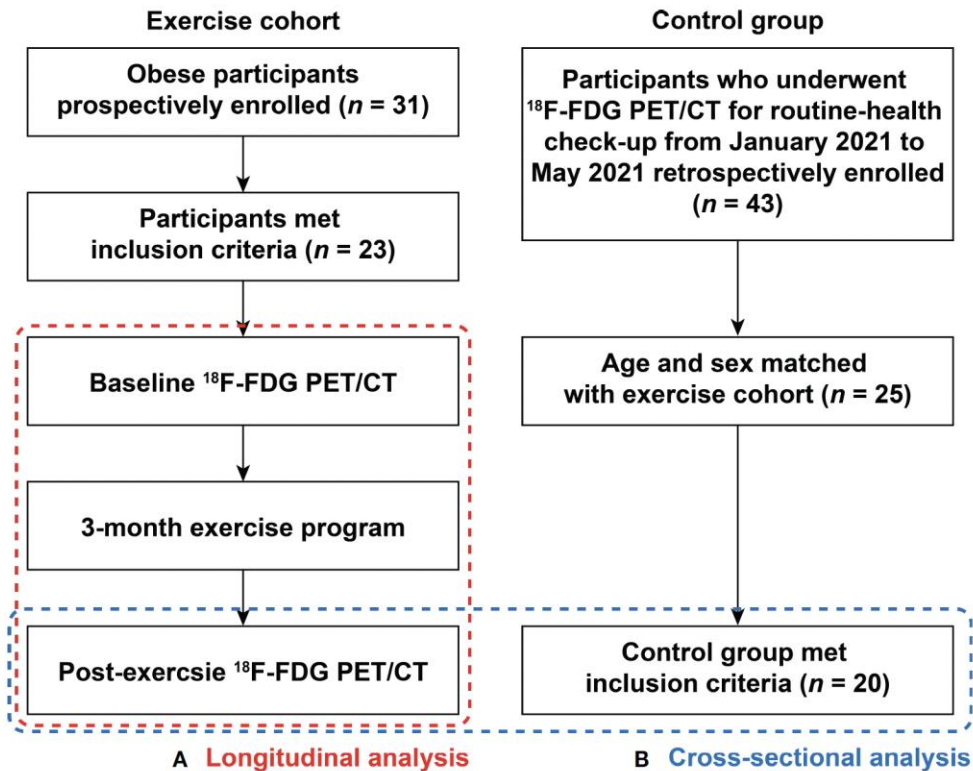 Exercise cohort
Obese participants
prospectively enrolled (n = 31)
Participants met
inclusion criteria (n = 23)
Baseline ¹⁸F-FDG PET/CT
3-month exercise program
Post-exercsie ¹⁸F-FDG PET/CT
A Longitudinal analysis
Control group
Participants who underwent
¹⁸F-FDG PET/CT for routine-health
check-up from January 2021 to
May 2021 retrospectively enrolled
(n = 43)
Age and sex matched
with exercise cohort (n = 25)
Control group met
inclusion criteria (n = 20)
B Cross-sectional analysis